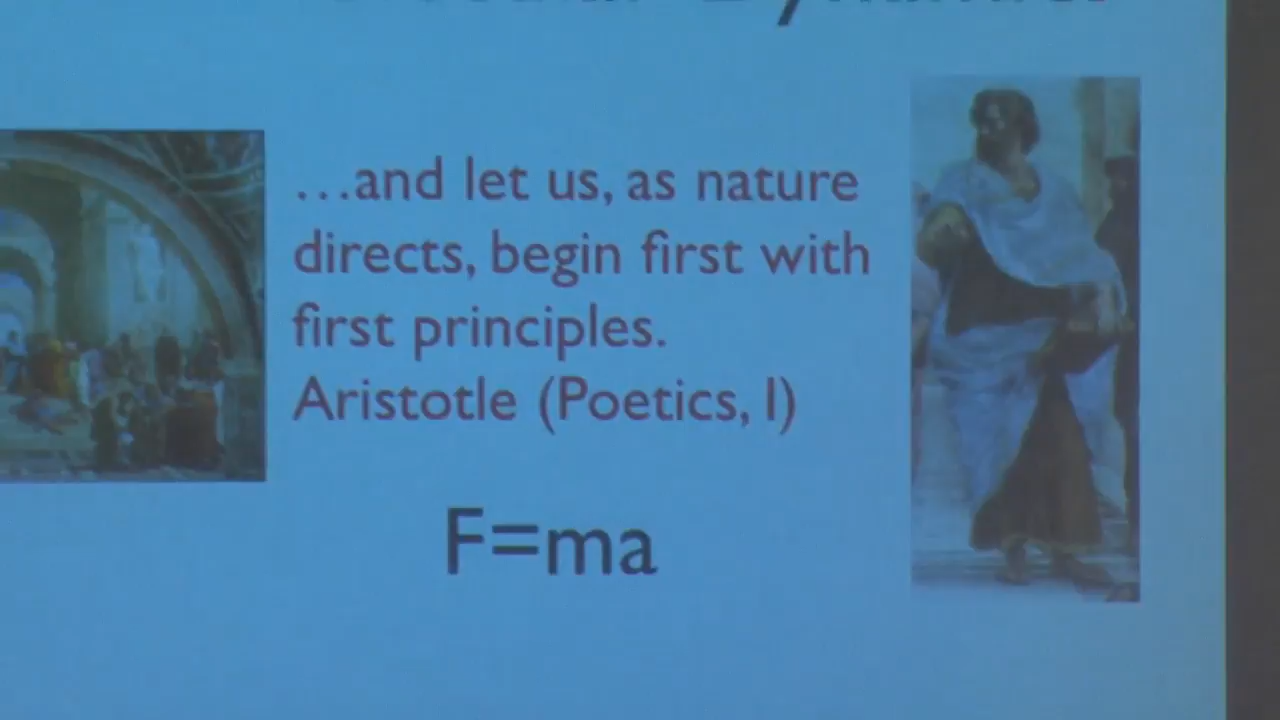 …and let us, as nature
directs, begin first with
first principles.
Aristotle (Poetics, I)
F=ma